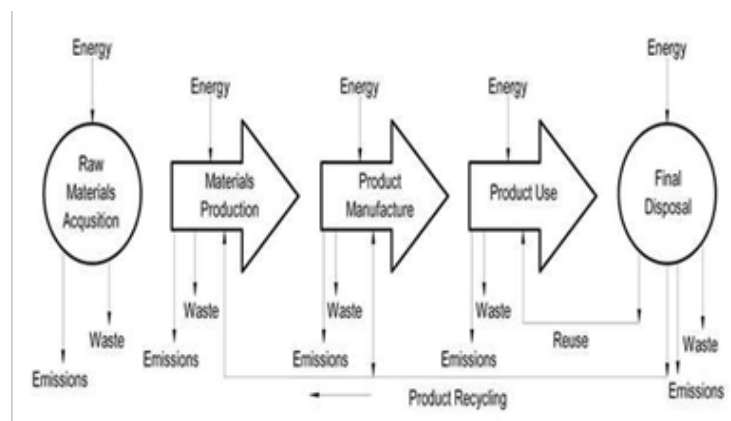 Energy
Energy
Energy
Energy
Energy
Raw
Materials
Acqusition
Materials
Production
Product
Manufacture
Product Use
Final
Disposal
Waste
Emissions
Waste
Emissions
Waste
Emissions
Waste
Emissions
Reuse
Waste
Emissions
Product Recycling